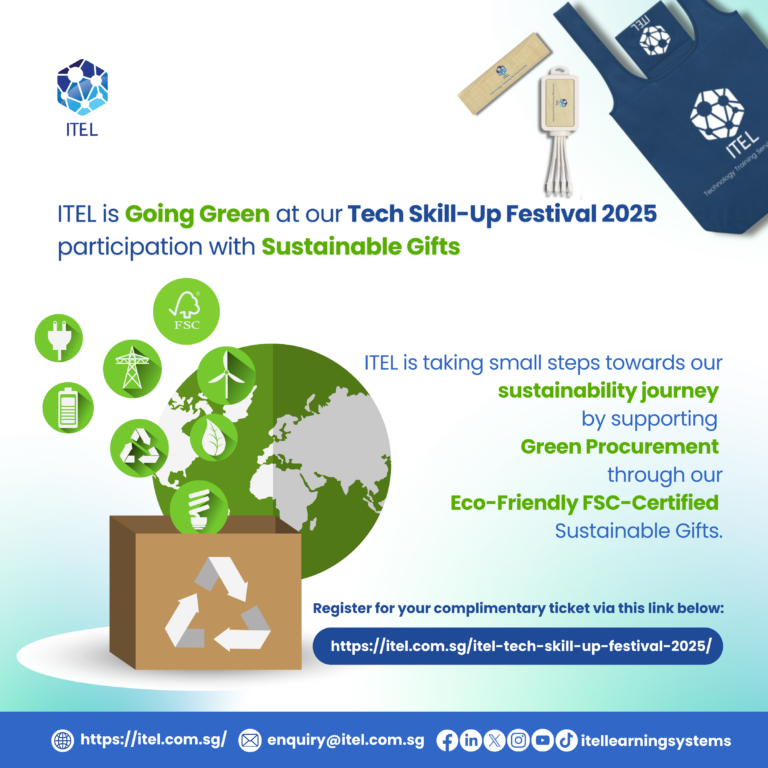 ITEL
ITEL
ITEL
ITEL
Technology Training
ITEL is Going Green at our Tech Skill-Up Festival 2025
participation with Sustainable Gifts
FSC
ITEL is taking small steps towards our
sustainability journey
by supporting
Green Procurement
through our
Eco-Friendly FSC-Certified
Sustainable Gifts.
Register for your complimentary ticket via this link below:
https://itel.com.sg/itel-tech-skill-up-festival-2025/
https://itel.com.sg/ enquiry@itel.com.sg itellearningsystems